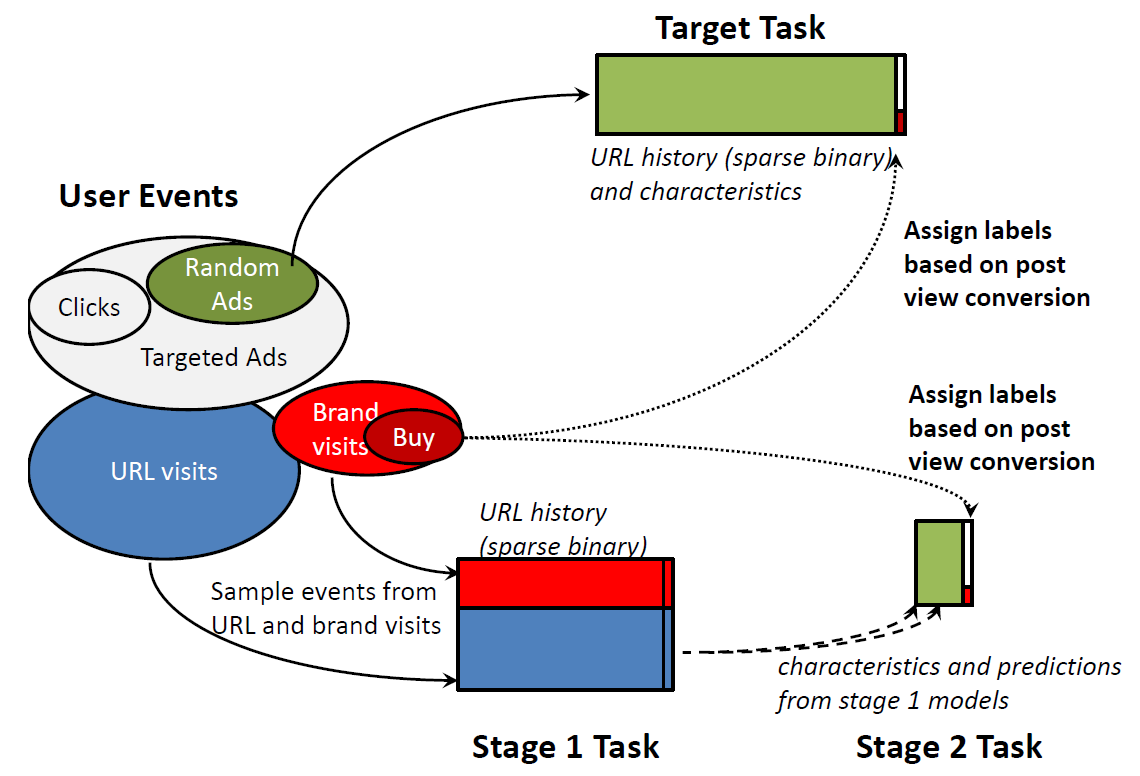 Target Task
URL history (sparse binary)
and characteristics
User Events
Random
Ads
Clicks
Targeted Ads
Assign labels
based on post
view conversion
Brand
visits
Buy
URL visits
Assign labels
based on post
view conversion
URL history
(sparse binary)
Sample events from
URL and brand visits
characteristics and predictions
from stage 1 models
Stage 1 Task
Stage 2 Task